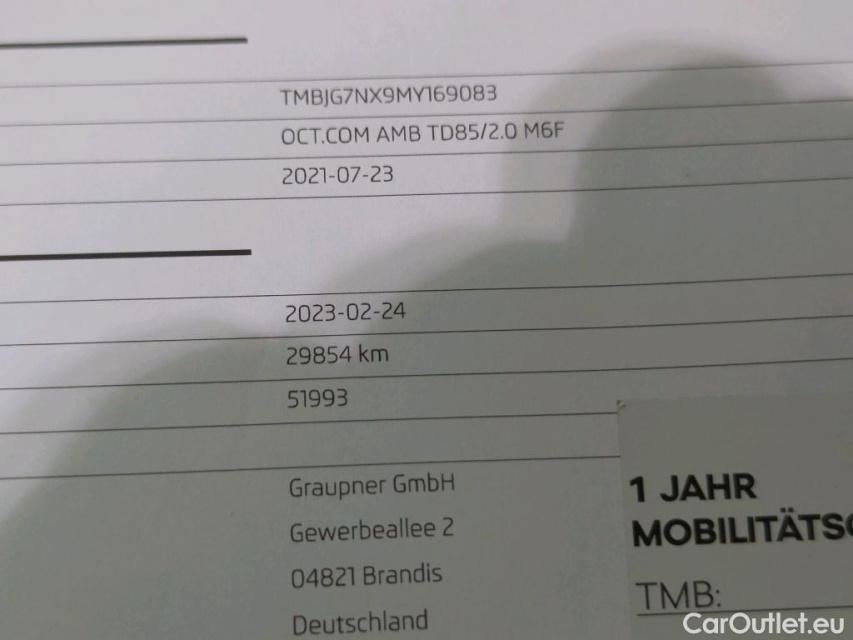 TMBJG7NX9MY169083
OCT.COM AMB TD85/2.0 M6F
2021-07-23
2023-02-24
29854 km
51993
Graupner GmbH
Gewerbeallee 2
04821 Brandis
Deutschland
1 JAHR
MOBILITÄTSG
TMB:
CarOutlet.eu